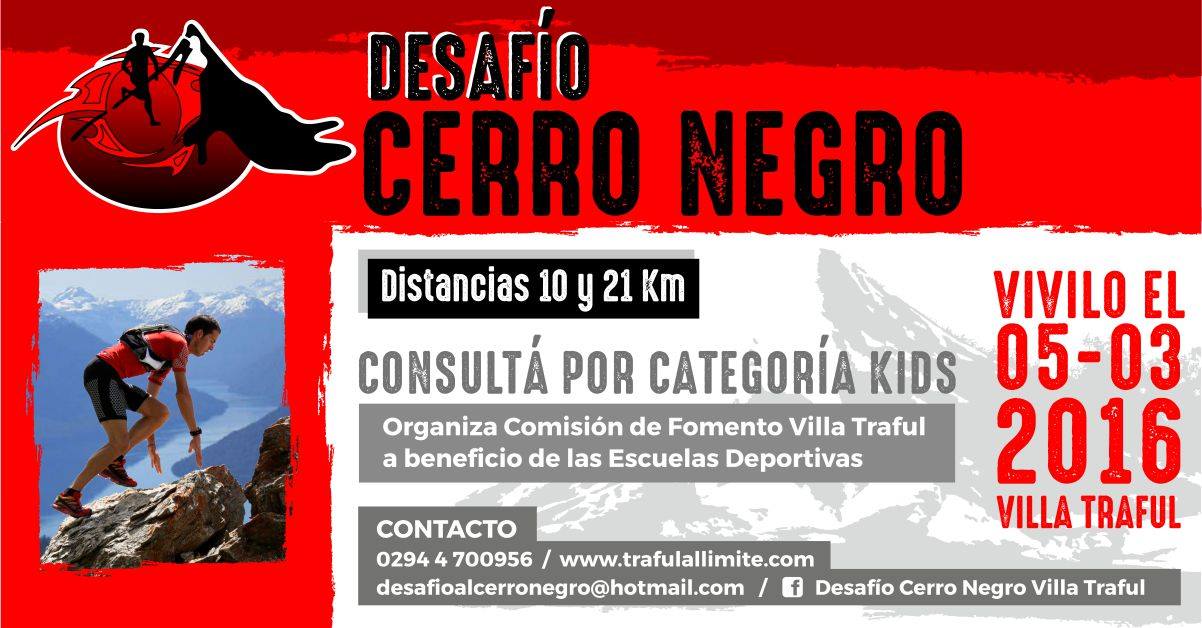 DESAFÍO
CERRO NEGRO
Distancias 10 y 21 Km
CONSULTÁ POR CATEGORÍA KIDS
Organiza Comisión de Fomento Villa Traful
a beneficio de las Escuelas Deportivas
VIVILO EL
05-03
2016
VILLA TRAFUL
CONTACTO
0294 4 700956 / www.trafulallimite.com
desafioalcerronegro@hotmail.com / f Desafío Cerro Negro Villa Traful